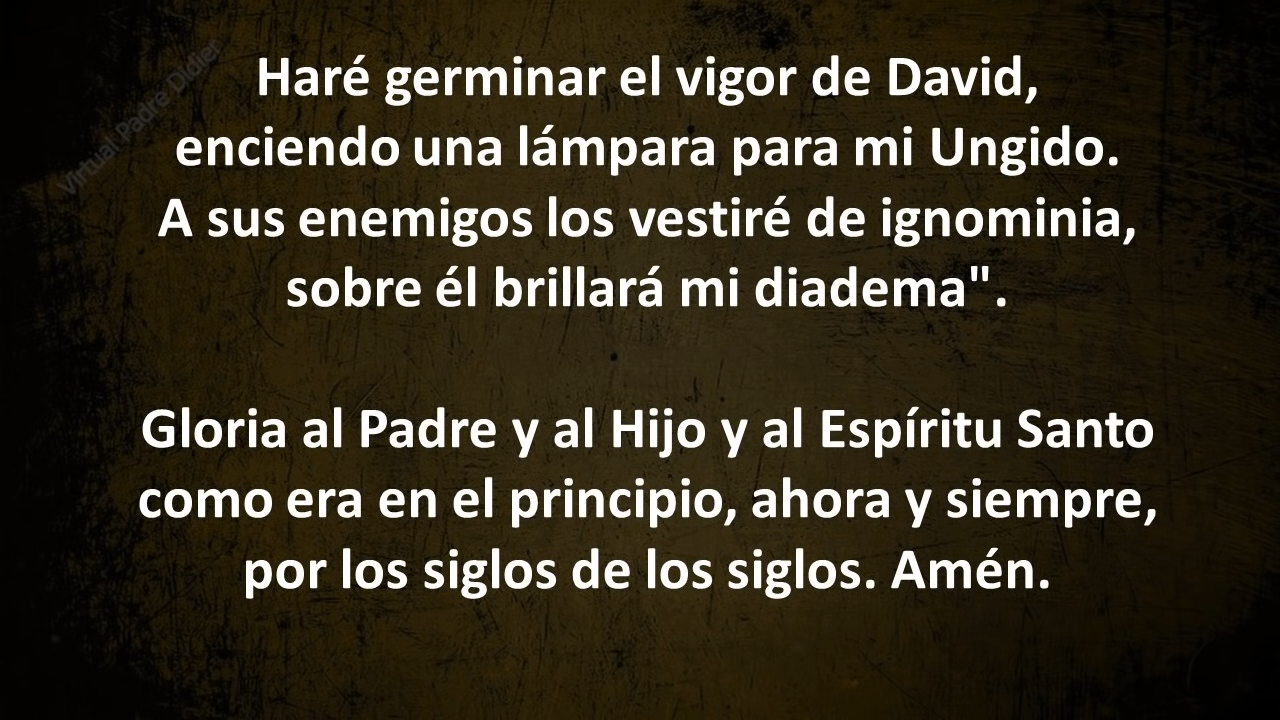 Virtual Padre Didier
Haré germinar el vigor de David,
enciendo una lámpara para mi Ungido.
A sus enemigos los vestiré de ignominia,
sobre él brillará mi diadema".
Gloria al Padre y al Hijo y al Espíritu Santo
como era en el principio, ahora y siempre,
por los siglos de los siglos. Amén.